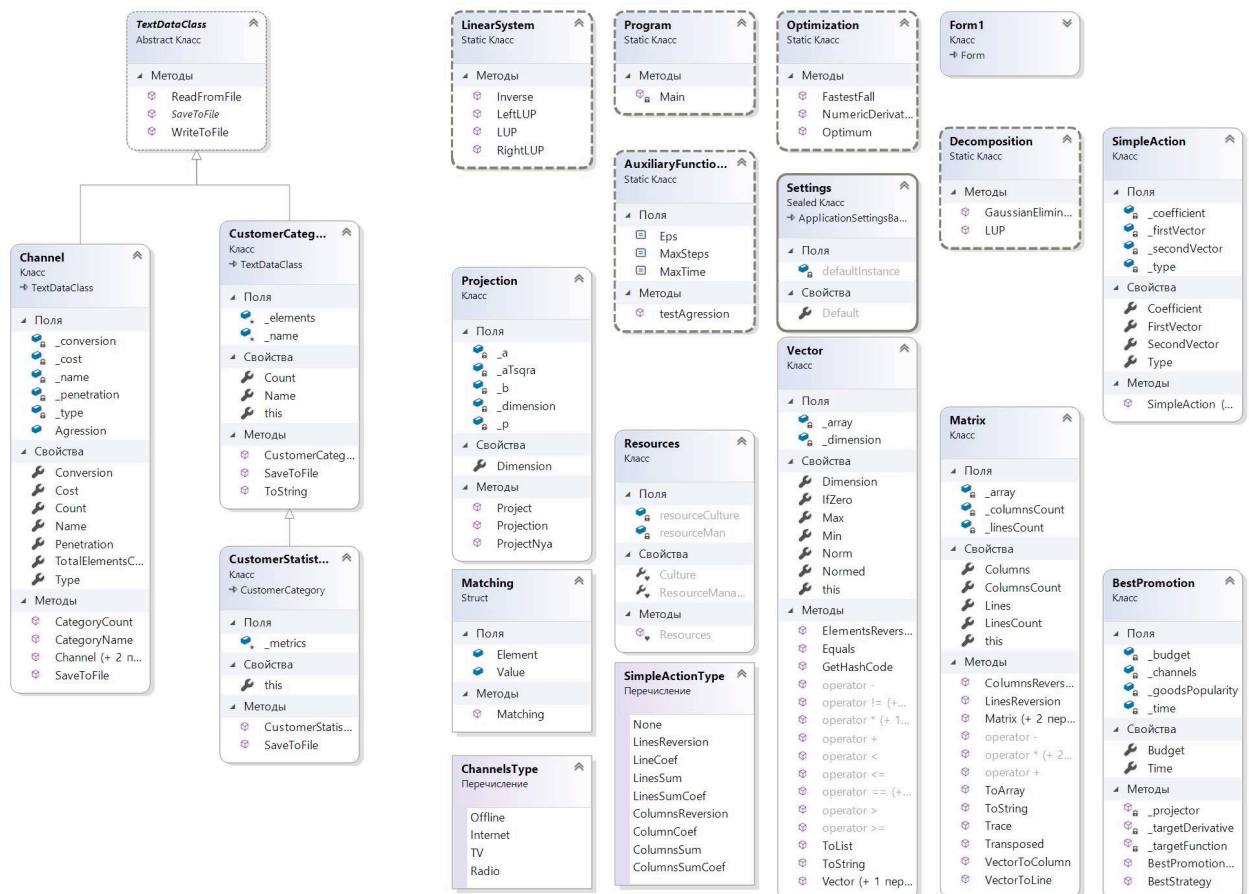 TextDataClass
Abstract Класс
Методы
ReadFromFile
SaveToFile
WriteToFile
Channel
Класс
TextDataClass
Поля
_conversion
_cost
_name
_penetration
_type
Agression
Свойства
Conversion
Cost
Count
Name
Penetration
TotalElementsC...
Type
Методы
CategoryCount
CategoryName
Channel (+ 2 п...
SaveToFile
CustomerCateg...
Класс
TextDataClass
Поля
_elements
_name
Свойства
Count
Name
this
Методы
CustomerCateg...
SaveToFile
ToString
CustomerStatist...
Класс
CustomerCategory
Поля
_metrics
Свойства
this
Методы
CustomerStatis...
SaveToFile
LinearSystem
Static Класс
Методы
Inverse
LeftLUP
LUP
RightLUP
Projection
Класс
Поля
_a
_aTsqra
_b
_dimension
_p
Свойства
Dimension
Методы
Project
Projection
ProjectNya
Matching
Struct
Поля
Element
Value
Методы
Matching
ChannelsType
Перечисление
Offline
Internet
TV
Radio
Program
Static Класс
Методы
Main
AuxiliaryFunctio...
Static Класс
Поля
Eps
MaxSteps
MaxTime
Методы
testAgression
Resources
Класс
Поля
resourceCulture
resourceMan
Свойства
Culture
ResourceMana...
Методы
Resources
SimpleActionType
Перечисление
None
LinesReversion
LineCoef
LinesSum
LinesSumCoef
ColumnsReversion
ColumnCoef
ColumnsSum
ColumnsSumCoef
Optimization
Static Класс
Методы
FastestFall
NumericDerivat...
Optimum
Settings
Sealed Класс
ApplicationSettingsBa...
Поля
defaultInstance
Свойства
Default
Vector
Класс
Поля
_array
_dimension
Свойства
Dimension
IfZero
Max
Min
Norm
Normed
this
Методы
ElementsRevers...
Equals
GetHashCode
operator -
operator != (+...
operator * (+ 1...
operator +
operator <
operator <=
operator == (+...
operator >
operator >=
ToList
ToString
Vector (+ 1 пер...
Form1
Класс
Form
Decomposition
Static Класс
Методы
GaussianElimin...
LUP
Matrix
Класс
Поля
_array
_columnsCount
_linesCount
Свойства
Columns
ColumnsCount
Lines
LinesCount
this
Методы
ColumnsRevers...
LinesReversion
Matrix (+ 2 пер...
operator -
operator * (+ 2...
operator +
ToArray
ToString
Trace
Transposed
VectorToColumn
VectorToLine
SimpleAction
Класс
Поля
_coefficient
_firstVector
_secondVector
_type
Свойства
Coefficient
FirstVector
SecondVector
Type
Методы
SimpleAction (...
BestPromotion
Класс
Поля
_budget
_channels
_goodsPopularity
_time
Свойства
Budget
Time
Методы
_projector
_targetDerivative
_targetFunction
BestPromotion...
BestStrategy